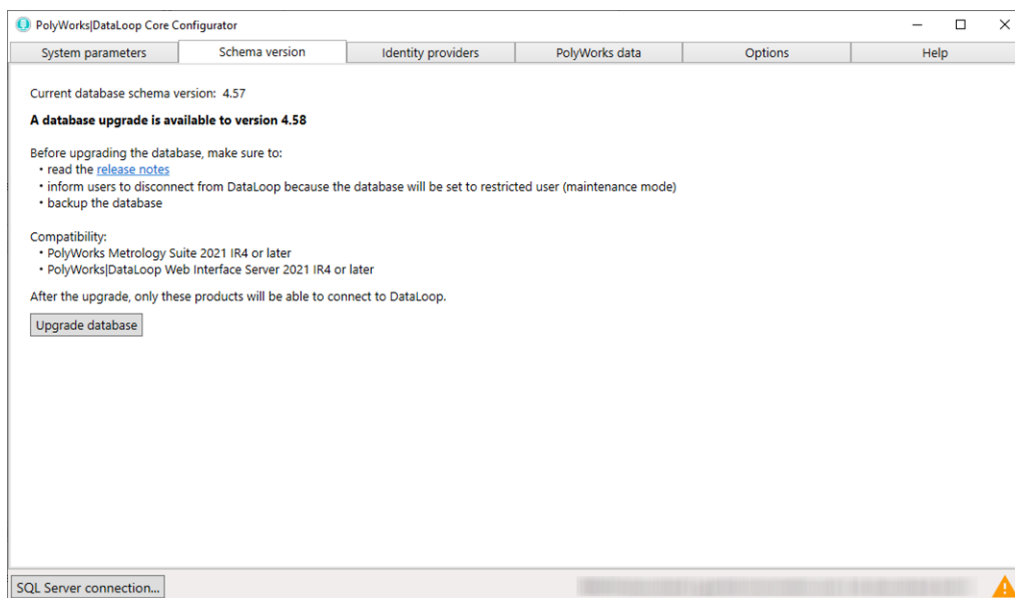 PolyWorks|DataLoop Core Configurator
System parameters Schema version Identity providers PolyWorks data Options Help
Current database schema version: 4.57
A database upgrade is available to version 4.58
Before upgrading the database, make sure to:
• read the release notes
• inform users to disconnect from DataLoop because the database will be set to restricted user (maintenance mode)
• backup the database
Compatibility:
• PolyWorks Metrology Suite 2021 IR4 or later
• PolyWorks|DataLoop Web Interface Server 2021 IR4 or later
After the upgrade, only these products will be able to connect to DataLoop.
Upgrade database
SQL Server connection...